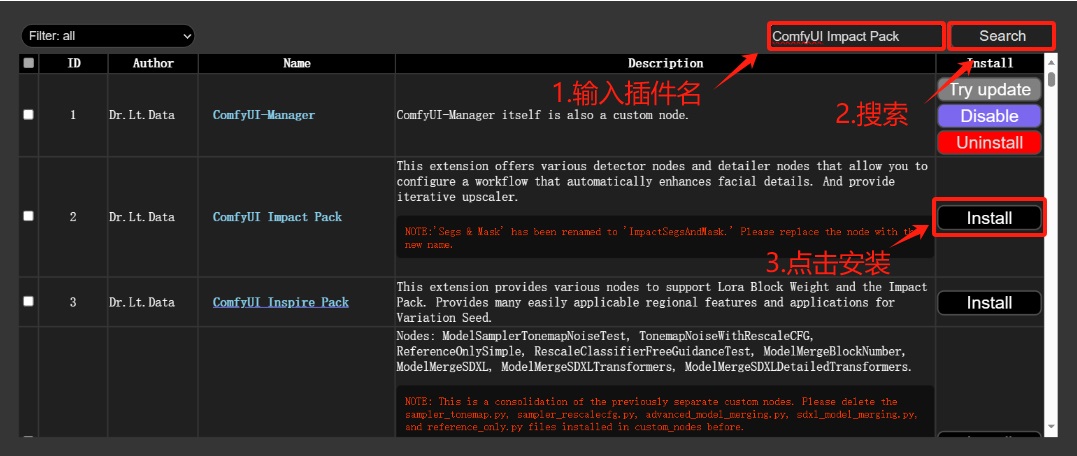 Filter: all
ComfyUI Impact Pack
Search
ID Author Name Description Install
1.输入插件名
2.搜索
Try update
1 Dr.Lt.Data ComfyUI-Manager ComfyUI-Manager itself is also a custom node.
Disable
Uninstall
This extension offers various detector nodes and detailer nodes that allow you to
configure a workflow that automatically enhances facial details. And provide
iterative upscaler.
2 Dr.Lt.Data ComfyUI Impact Pack
Install
NOTE:'Segs & Mask' has been renamed to 'ImpactSegsAndMask.' Please replace the node with the
new name.
3.点击安装
This extension provides various nodes to support Lora Block Weight and the Impact
3 Dr.Lt.Data ComfyUI Inspire Pack
Pack. Provides many easily applicable regional features and applications for
Variation Seed.
Install
Nodes: ModelSamplerTonemapNoiseTest, TonemapNoiseWithRescaleCFG,
ReferenceOnlySimple, RescaleClassifierFreeGuidanceTest, ModelMergeBlockNumber,
ModelMergeSDXL, ModelMergeSDXLTransformers, ModelMergeSDXLDetailedTransformers.
NOTE: This is a consolidation of the previously separate custom nodes. Please delete the
sampler_tonemap.py, sampler_rescalecfg.py, advanced_model_merging.py, sdxl_model_merging.py,
and reference_only.py files installed in custom_nodes before.